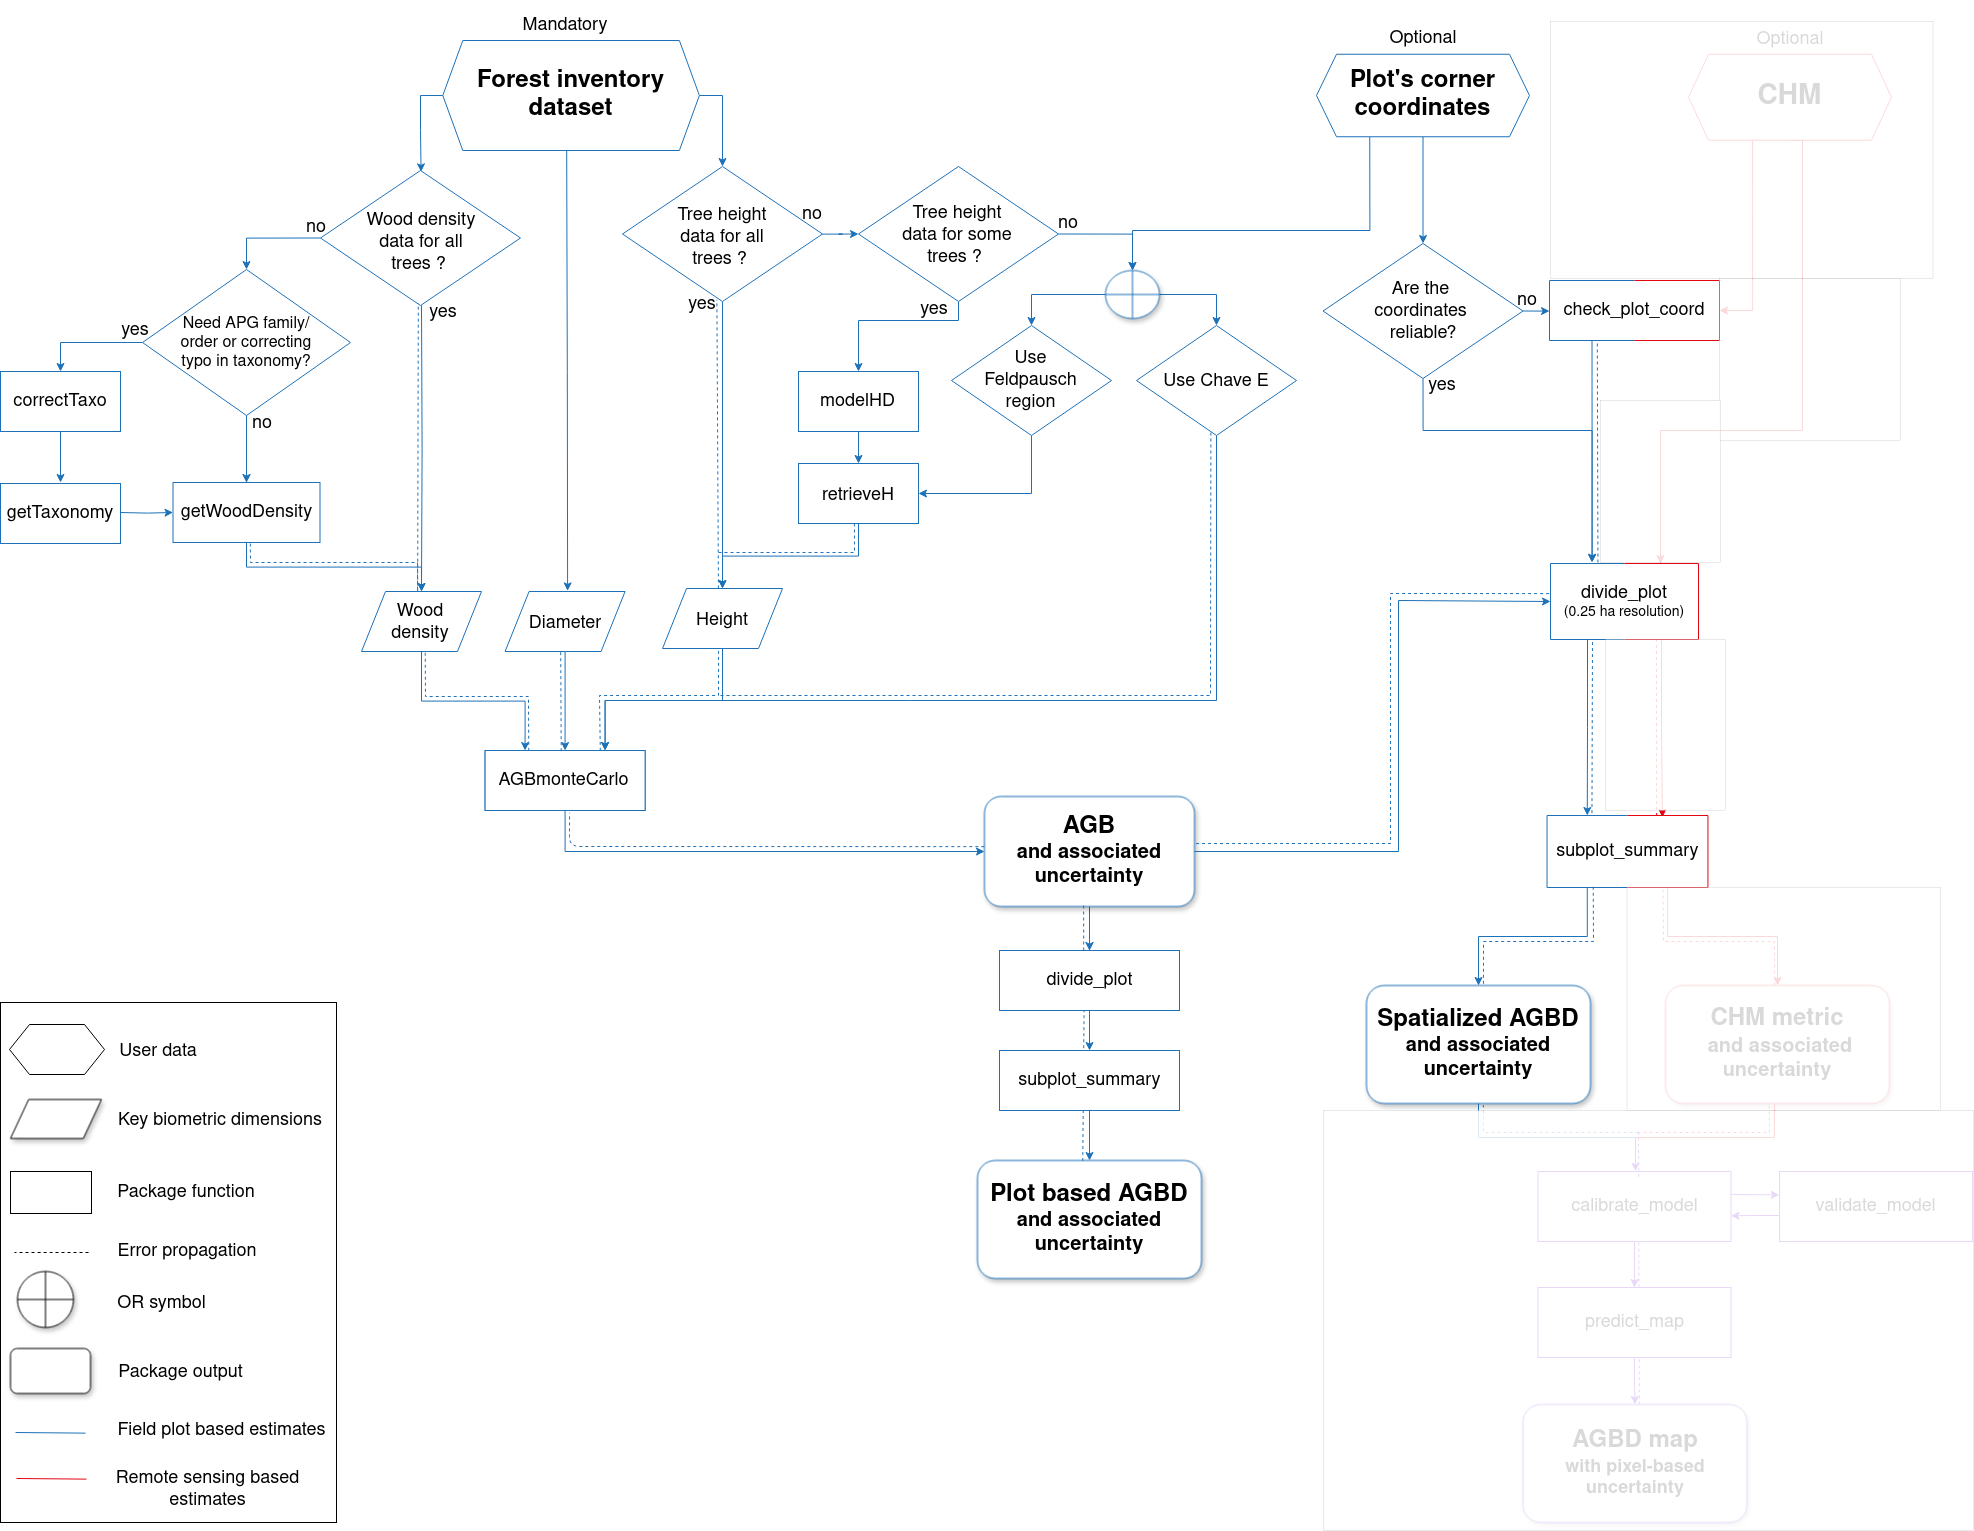 Mandatory
Forest inventory
dataset
Optional
Plot's corner
coordinates
Optional
CHM
no
Wood density
data for all
trees ?
yes
Tree height
data for all
trees ?
no
yes
Tree height
data for some
trees ?
no
yes
Are the
coordinates
reliable?
no
yes
check_plot_coord
yes
Need APG family/
order or correcting
typo in taxonomy?
no
correctTaxo
getTaxonomy
getWoodDensity
modelHD
retrieveH
Use
Feldpausch
region
Use Chave E
Wood
density
Diameter
Height
divide_plot
(0.25 ha resolution)
AGBmonteCarlo
AGB
and associated
uncertainty
subplot_summary
divide_plot
subplot_summary
Plot based AGBD
and associated
uncertainty
Spatialized AGBD
and associated
uncertainty
CHM metric
and associated
uncertainty
calibrate_model
validate_model
predict_map
AGBD map
with pixel-based
uncertainty
User data
Key biometric dimensions
Package function
Error propagation
OR symbol
Package output
Field plot based estimates
Remote sensing based
estimates